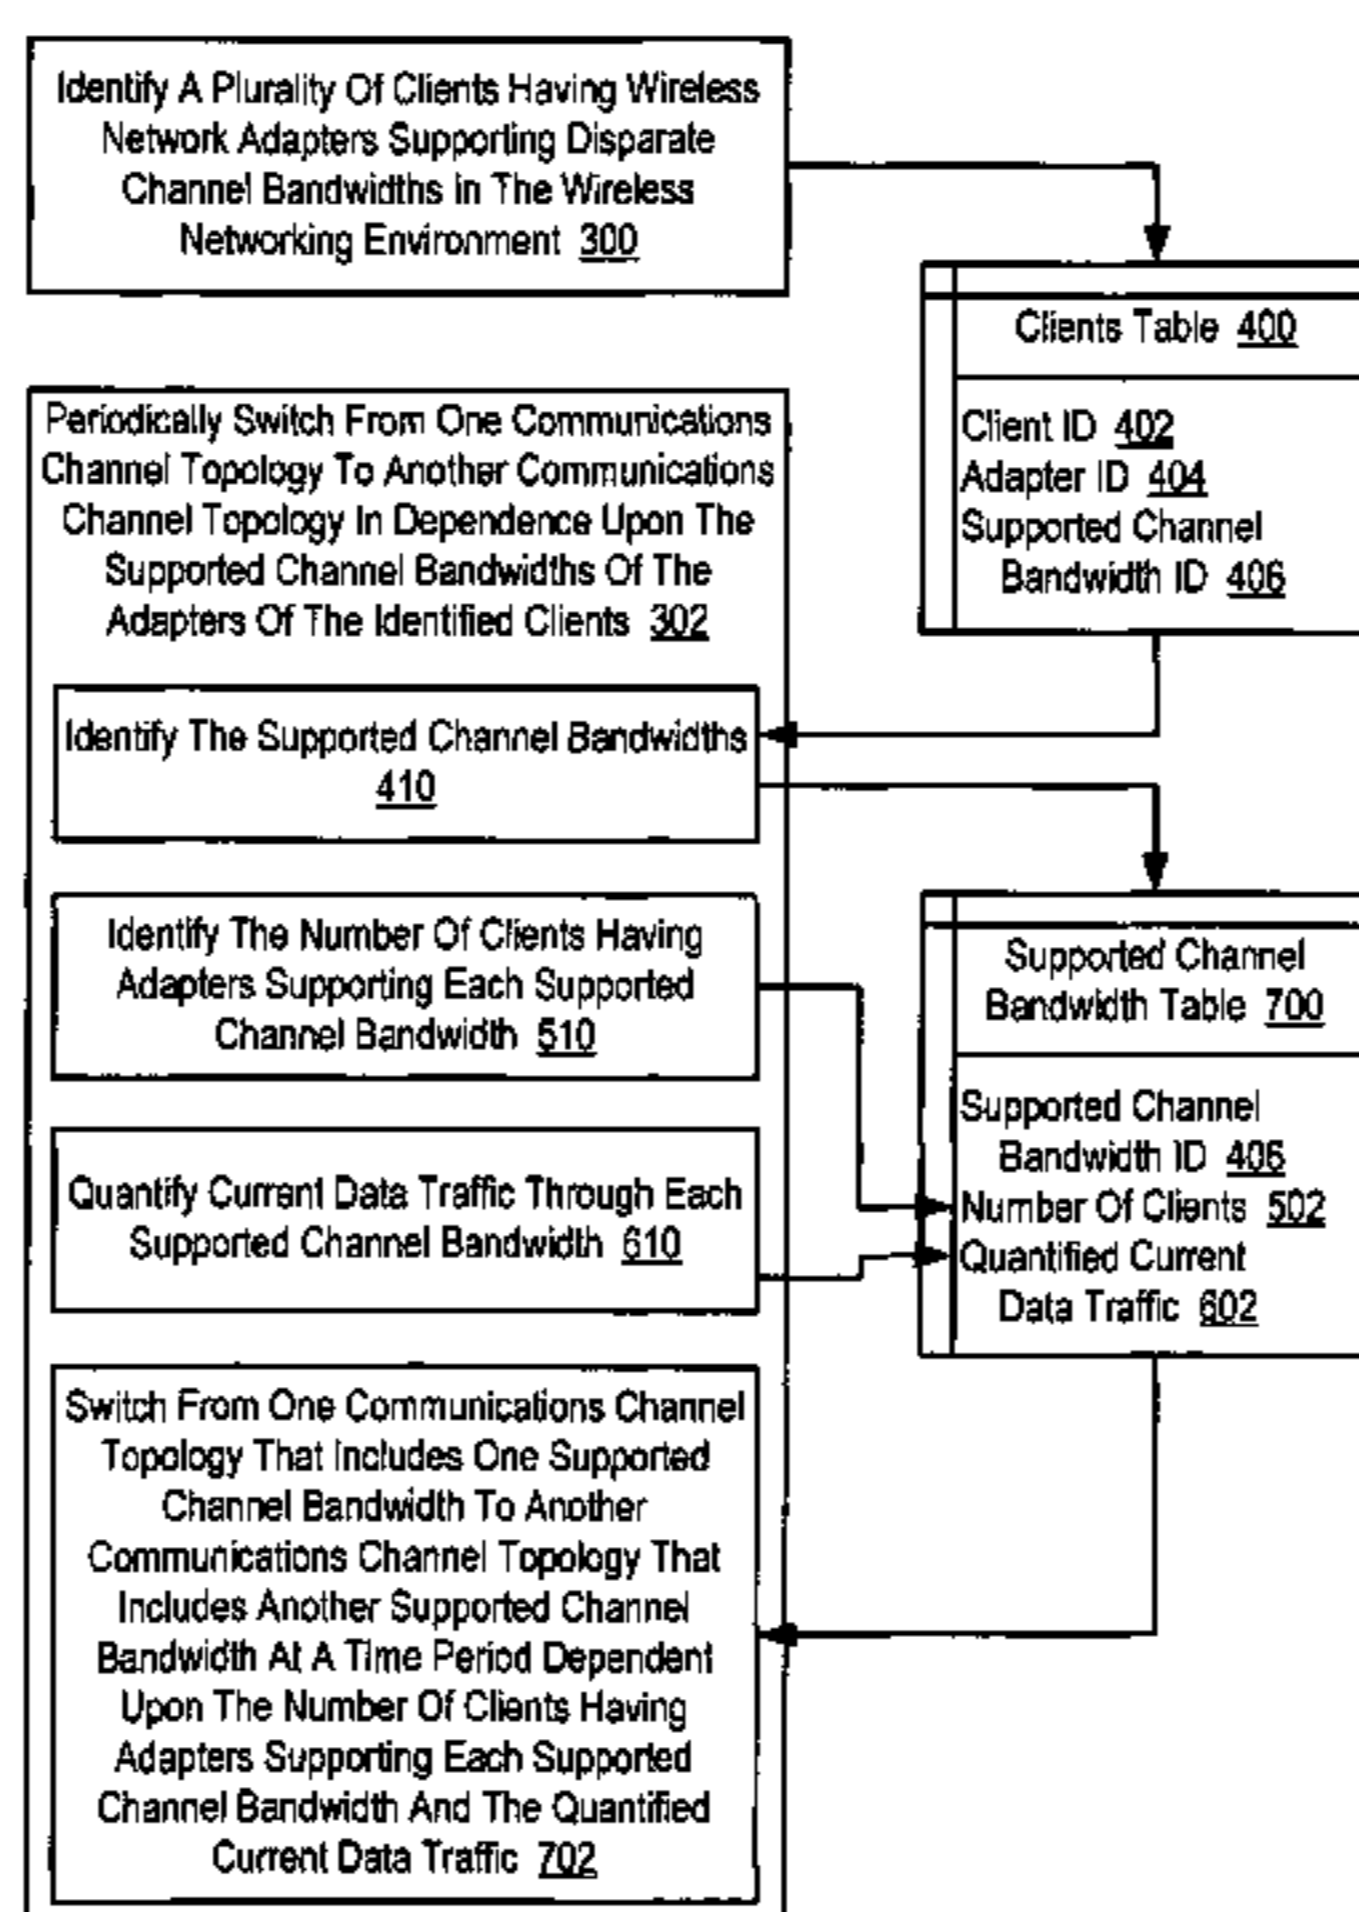 Identify A Plurality Of Clients Having Wireless
Network Adapters Supporting Disparate
Channel Bandwidths In The Wireless
Networking Environment 300
Clients Table 400
Client ID 402
Adapter ID 404
Supported Channel
Bandwidth ID 406
Periodically Switch From One Communications
Channel Topology To Another Communications
Channel Topology In Dependence Upon The
Supported Channel Bandwidths Of The
Adapters Of The Identified Clients 302
Identify The Supported Channel Bandwidths
410
Identify The Number Of Clients Having
Adapters Supporting Each Supported
Channel Bandwidth 510
Supported Channel
Bandwidth Table 700
Supported Channel
Bandwidth ID 406
Number Of Clients 502
Quantified Current
Data Traffic 602
Quantify Current Data Traffic Through Each
Supported Channel Bandwidth 610
Switch From One Communications Channel
Topology That Includes One Supported
Channel Bandwidth To Another
Communications Channel Topology That
Includes Another Supported Channel
Bandwidth At A Time Period Dependent
Upon The Number Of Clients Having
Adapters Supporting Each Supported
Channel Bandwidth And The Quantified
Current Data Traffic 702